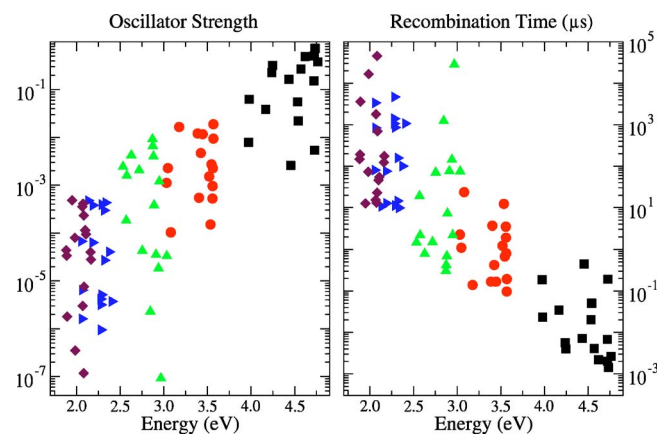 Oscillator Strength
Recombination Time (µs)
10^-1
10^-3
10^-5
10^-7
10^5
10^3
10^1
10^-1
10^-3
2.0 2.5 3.0 3.5 4.0 4.5
2.0 2.5 3.0 3.5 4.0 4.5
Energy (eV)
Energy (eV)